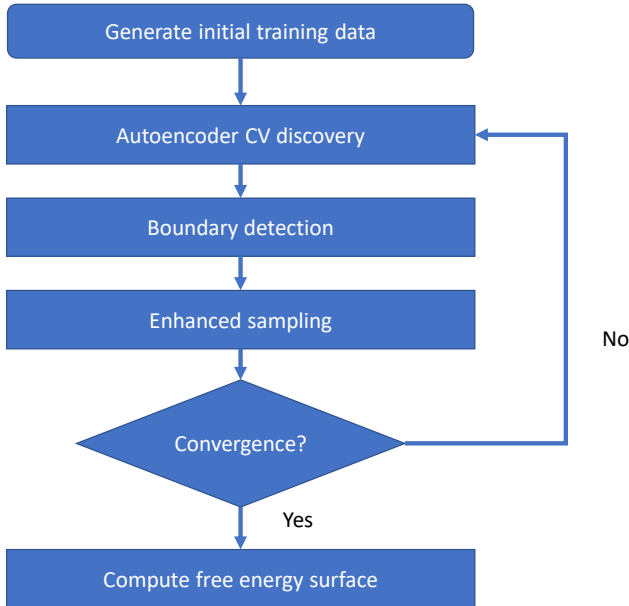 Generate initial training data
Autoencoder CV discovery
Boundary detection
Enhanced sampling
No
Convergence?
Yes
Compute free energy surface